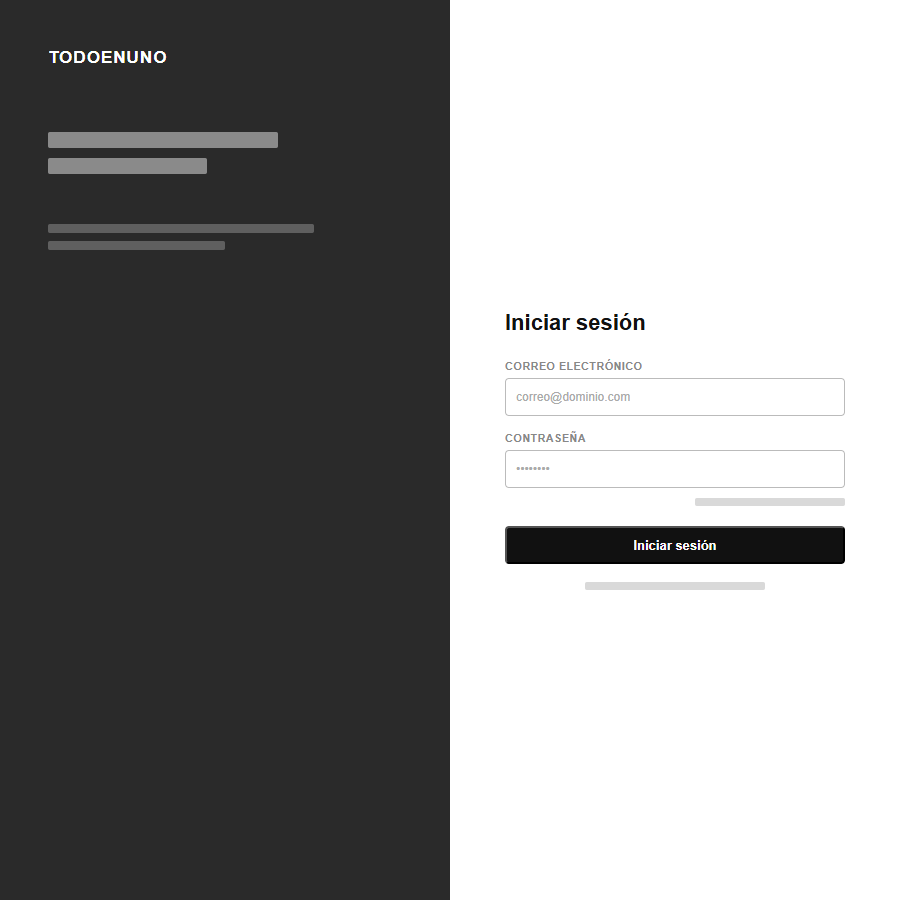 TODOENUNO
Iniciar sesión
CORREO ELECTRÓNICO
correo@dominio.com
CONTRASEÑA
••••••••
Iniciar sesión